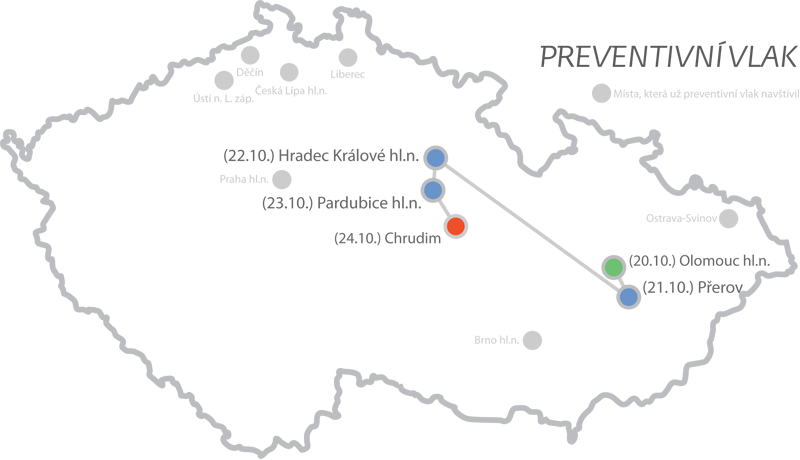 PREVENTIVNÍ VLAK
Děčín
Liberec
Česká Lípa hl.n.
Ústí n. L. záp.
Místa, která už preventivní vlak navštívil
(22.10.) Hradec Králové hl.n.
Praha hl.n.
(23.10.) Pardubice hl.n.
Ostrava-Svinov
(24.10.) Chrudim
(20.10.) Olomouc hl.n.
(21.10.) Přerov
Brno hl.n.